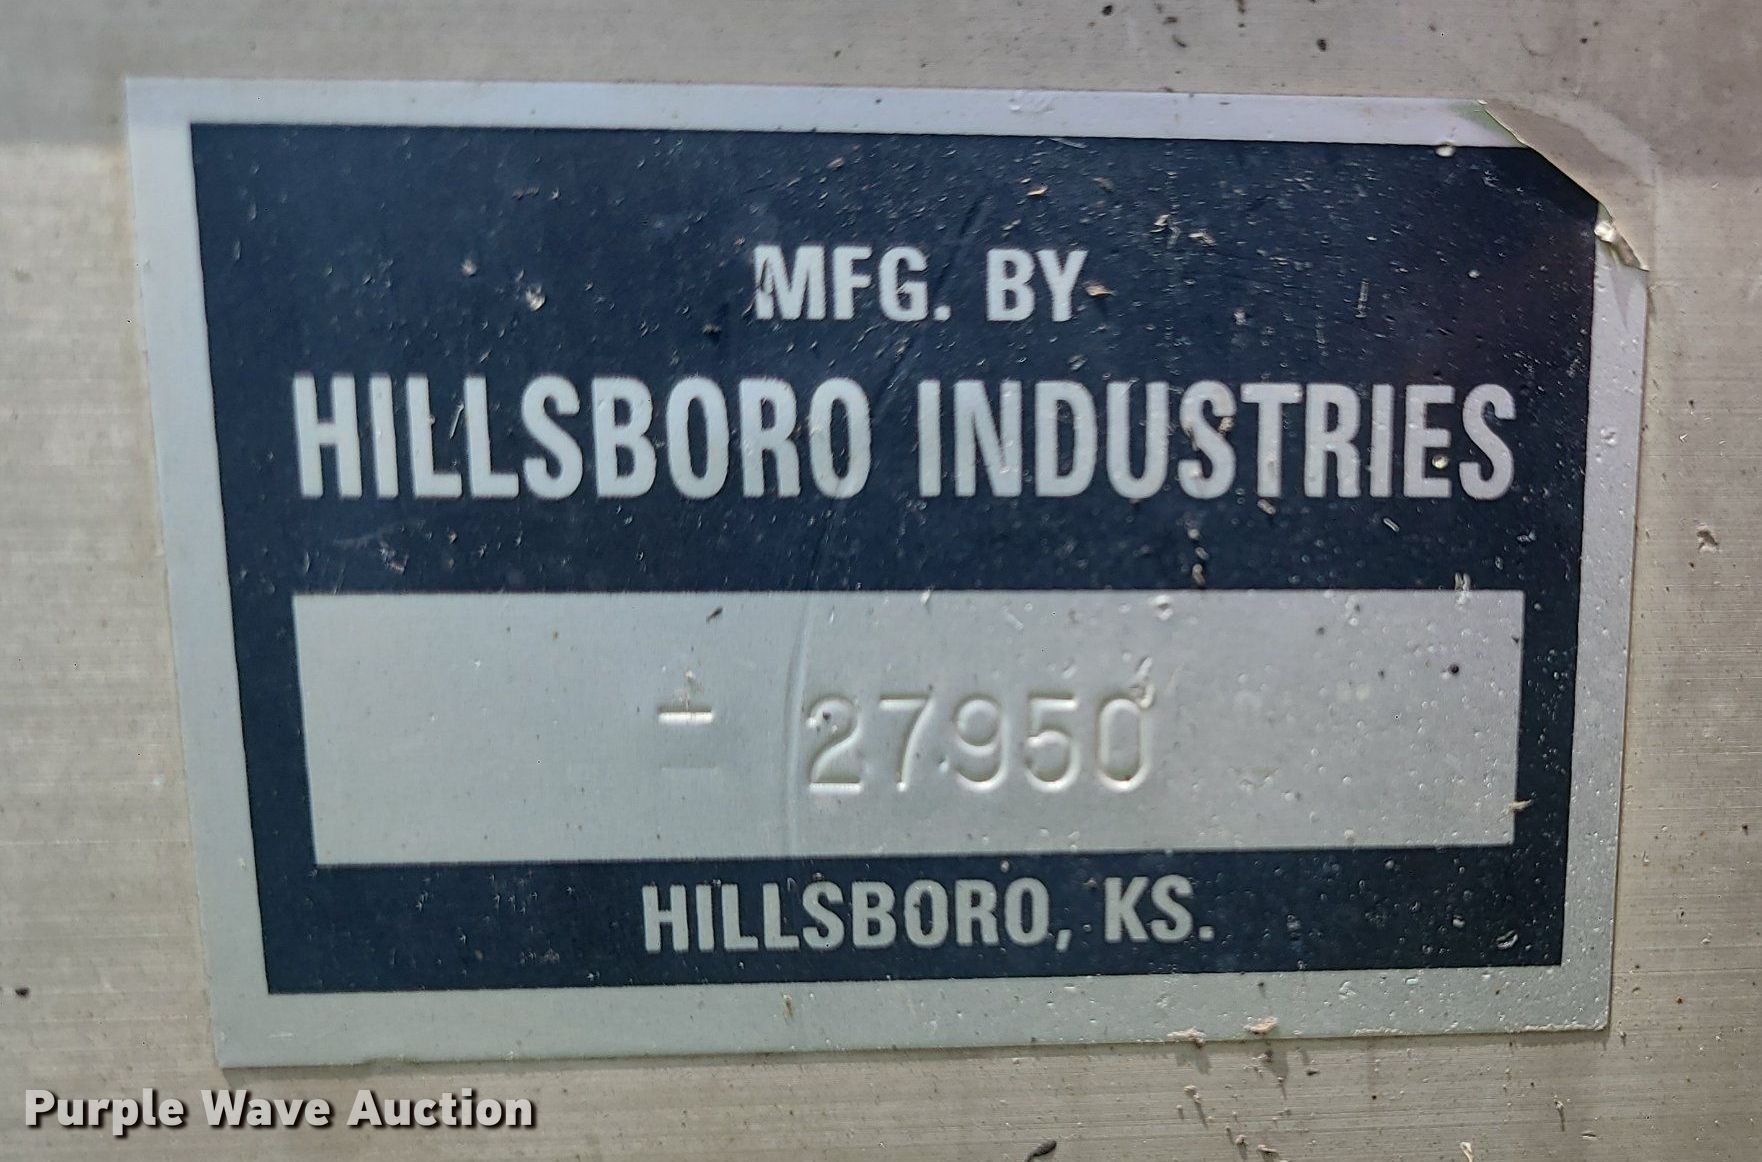 MFG. BY
HILLSBORO INDUSTRIES
- 27950
HILLSBORO, KS.
Purple Wave Auction